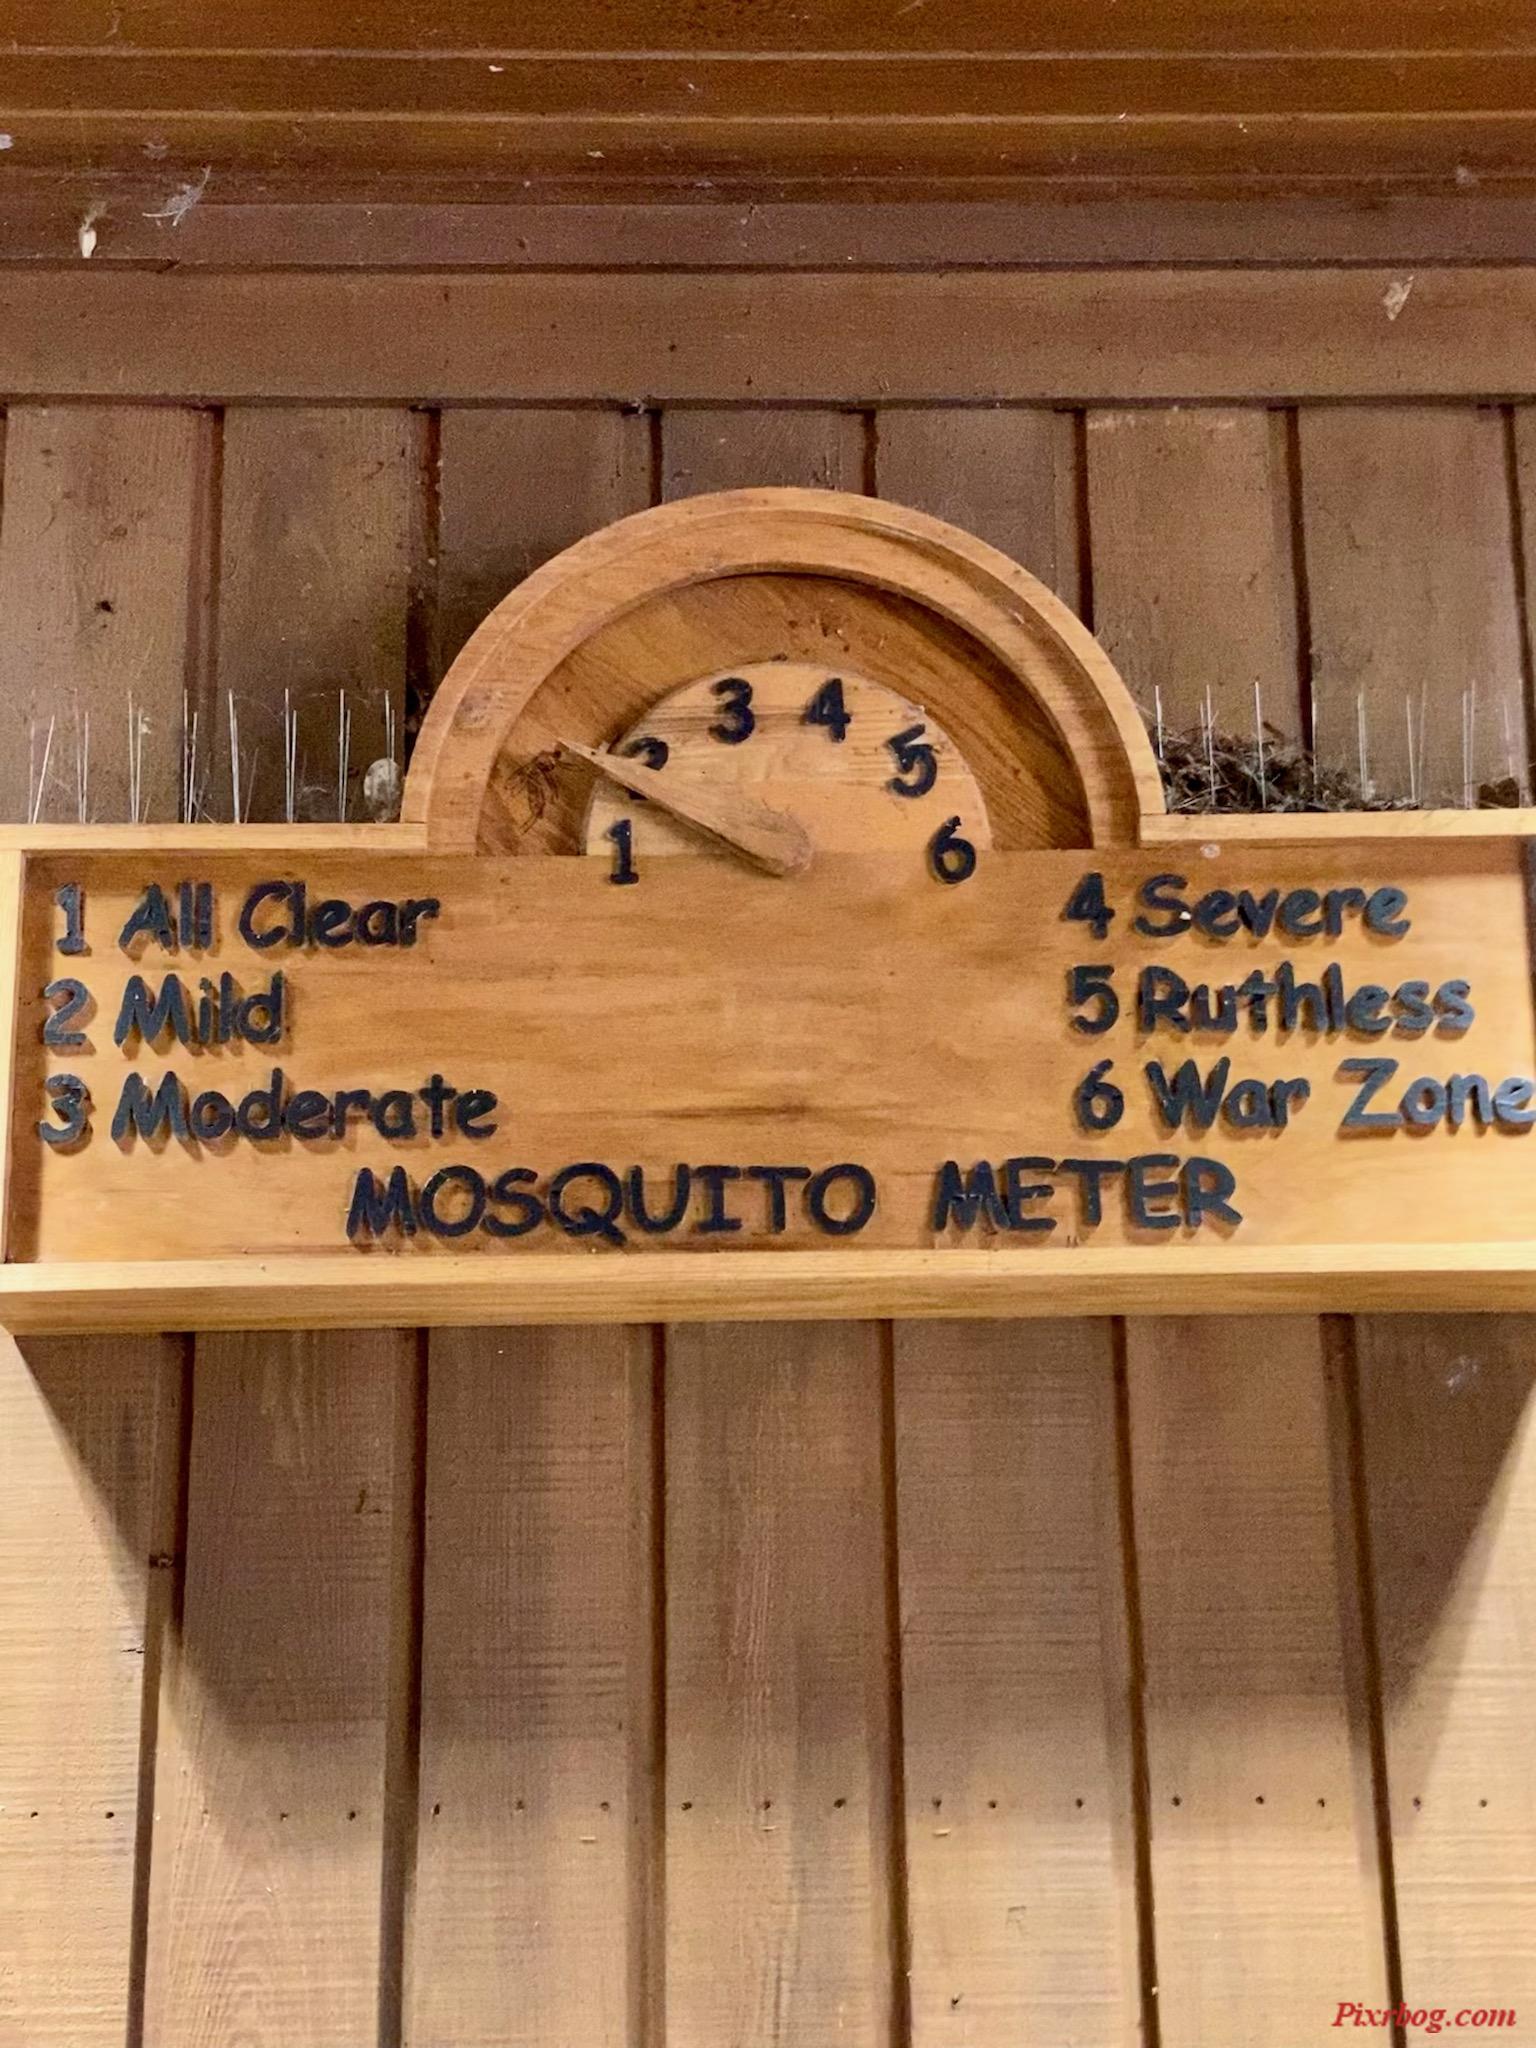 3 4
2 5
1 6
1 All Clear
2 Mild
3 Moderate
4 Severe
5 Ruthless
6 War Zone
MOSQUITO METER
Pixrbog.com